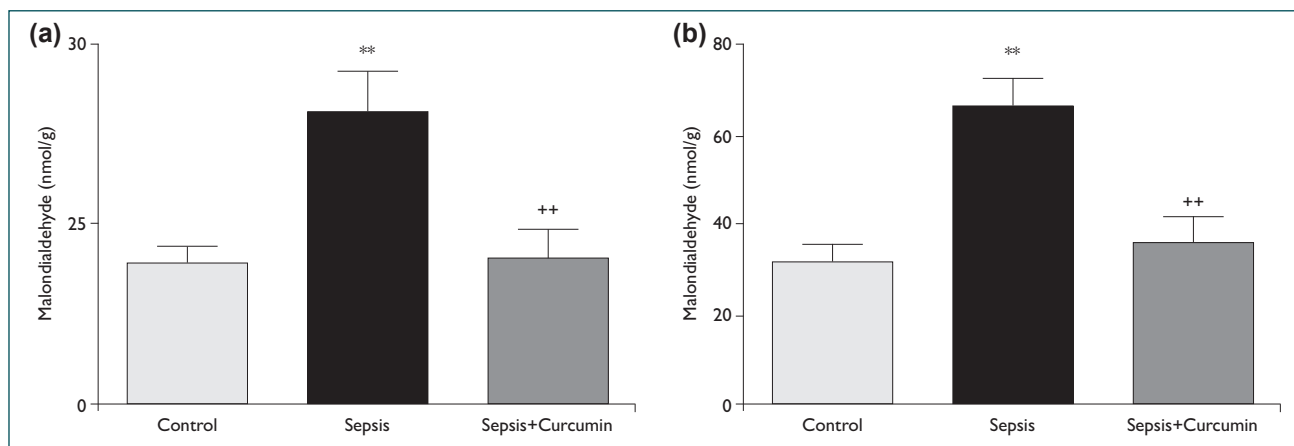 (a)
30
25
0
Malondialdehyde (nmol/g)
**
++
Control Sepsis Sepsis+Curcumin
(b)
80
60
40
20
0
Malondialdehyde (nmol/g)
**
++
Control Sepsis Sepsis+Curcumin